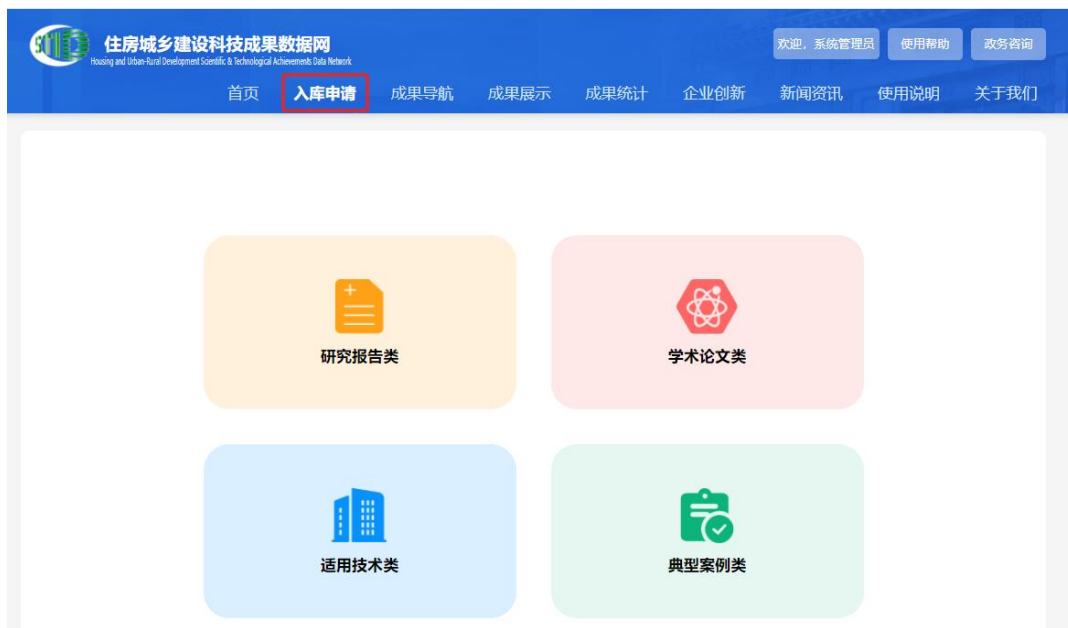 住房城乡建设科技成果数据网
Housing and Urban-Rural Development Scientific & Technological Achievements Data Network
欢迎，系统管理员 使用帮助 政务咨询
首页 入库申请 成果导航 成果展示 成果统计 企业创新 新闻资讯 使用说明 关于我们
研究报告类 学术论文类
适用技术类 典型案例类